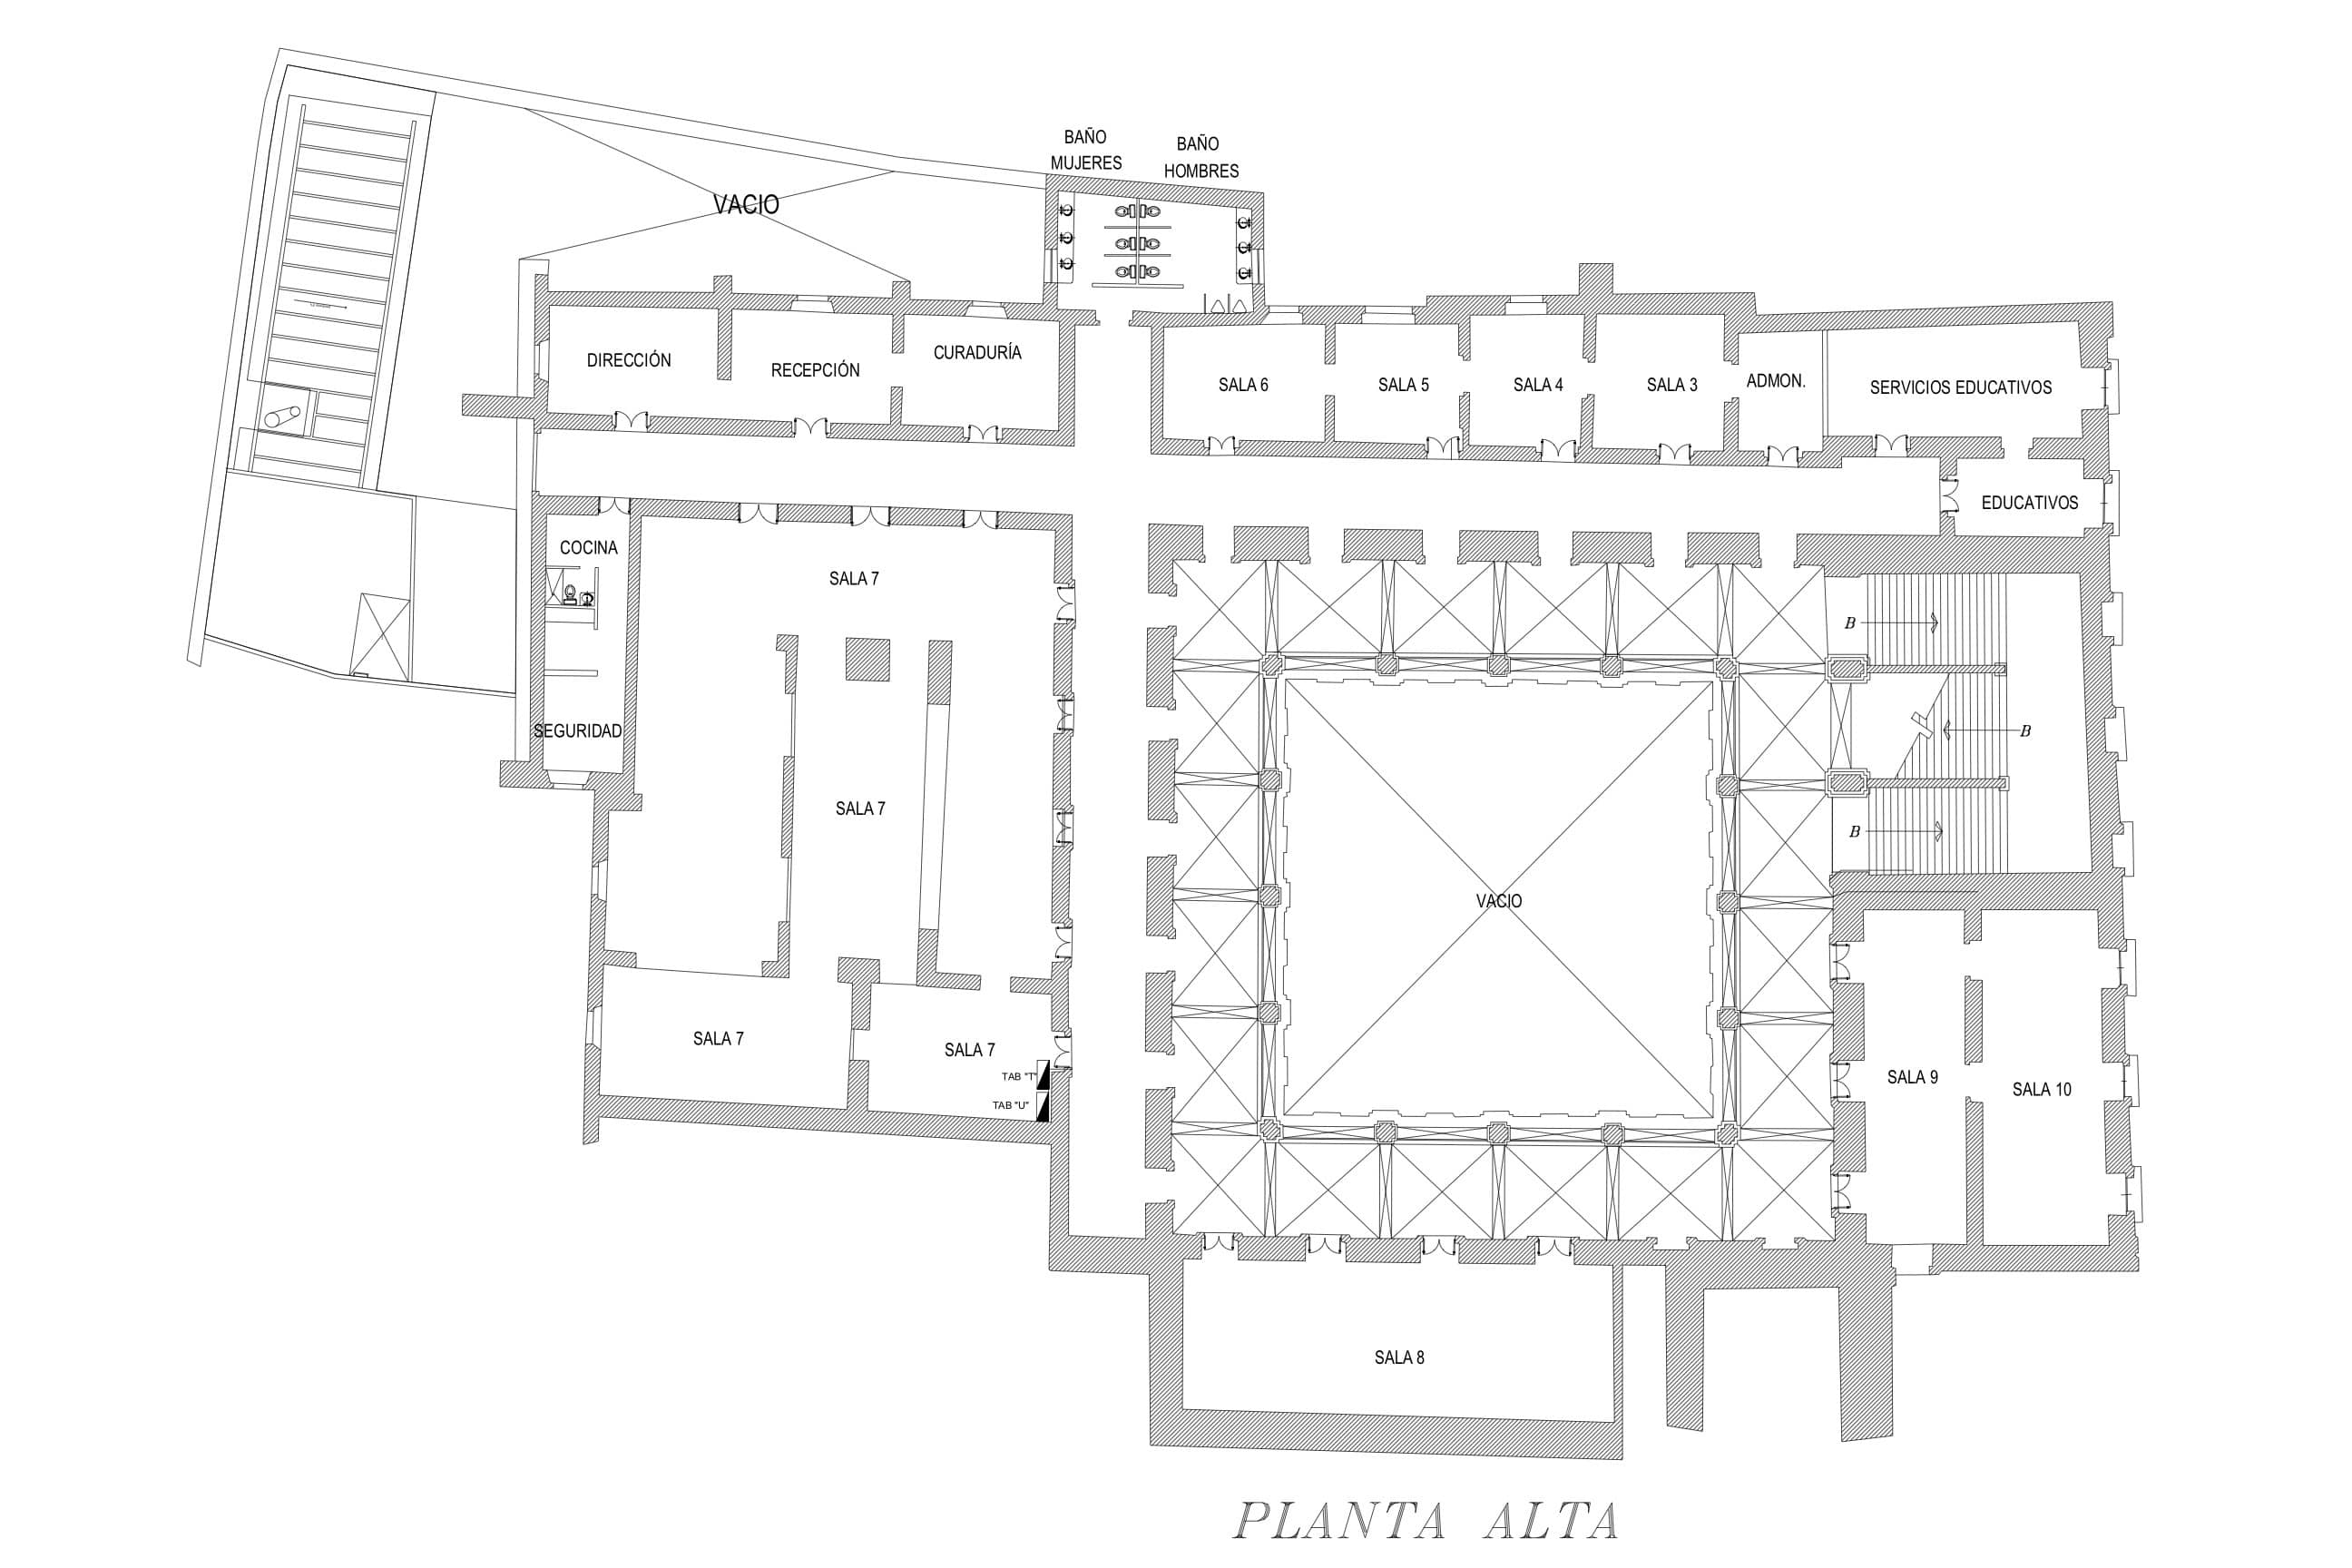 BAÑO
MUJERES
BAÑO
HOMBRES
VACIO
DIRECCIÓN
RECEPCIÓN
CURADURÍA
SALA 6
SALA 5
SALA 4
SALA 3
ADMON.
SERVICIOS EDUCATIVOS
EDUCATIVOS
COCINA
SALA 7
B
SEGURIDAD
B
SALA 7
B
VACIO
SALA 7
SALA 7
TAB "T"
TAB "U"
SALA 9
SALA 10
SALA 8
PLANTA ALTA